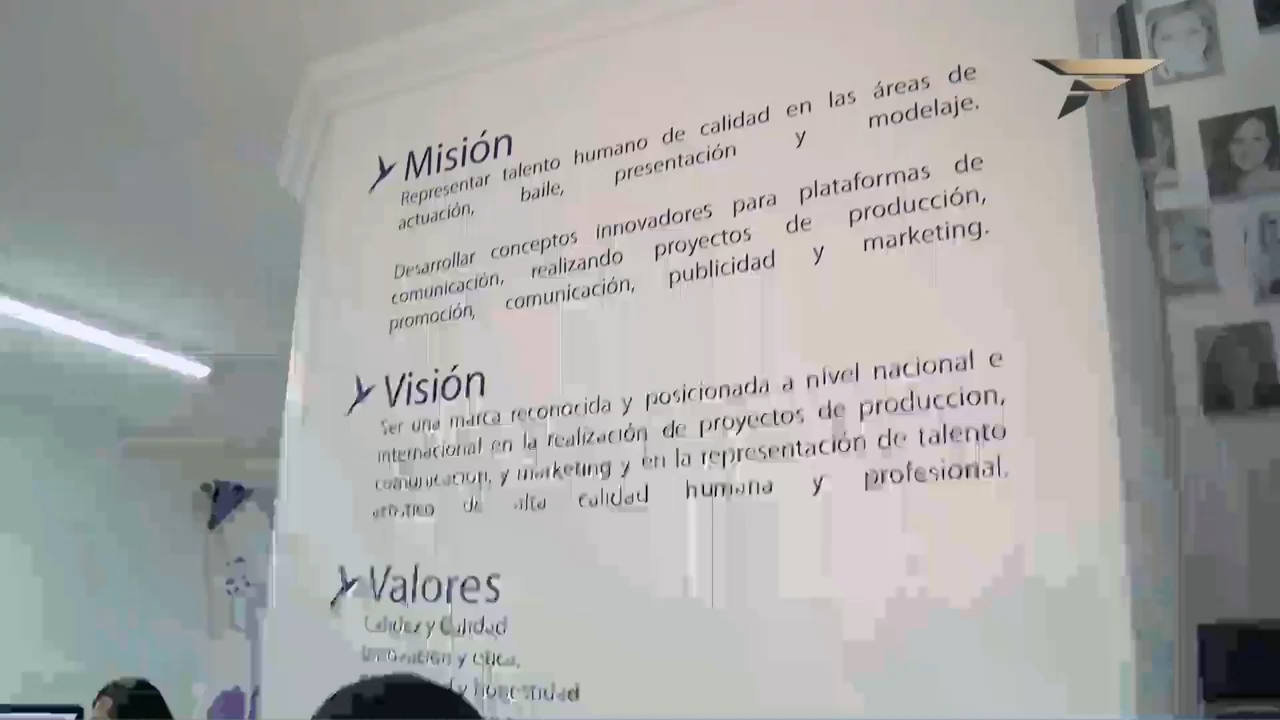 Misión
Representar talento humano de calidad en las áreas de
actuación, baile, presentación y modelaje.
Desarrollar conceptos innovadores para plataformas de
comunicación, realizando proyectos de producción,
promoción, comunicación, publicidad y marketing.
Visión
Ser una marca reconocida y posicionada a nivel nacional e
internacional en la realización de proyectos de produccion,
comunicación, y marketing y en la representación de talento
de alta calidad humana y profesional.
Valores
Calidez y Calidad
y
y honestidad